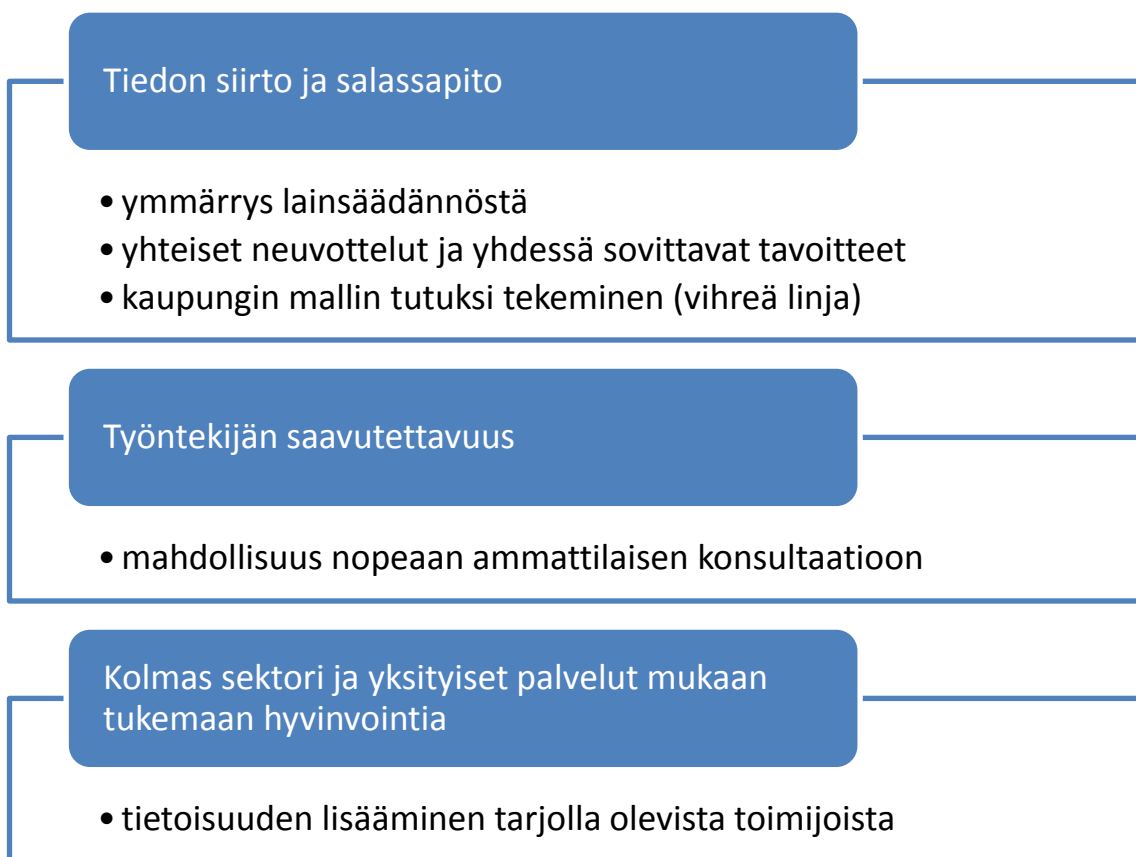 Tiedon siirto ja salassapito
• ymmärrys lainsäädännöstä
• yhteiset neuvottelut ja yhdessä sovittavat tavoitteet
• kaupungin mallin tutuksi tekeminen (vihreä linja)
Työntekijän saavutettavuus
• mahdollisuus nopeaan ammattilaisen konsultaatioon
Kolmas sektori ja yksityiset palvelut mukaan
tukemaan hyvinvointia
• tietoisuuden lisääminen tarjolla olevista toimijoista